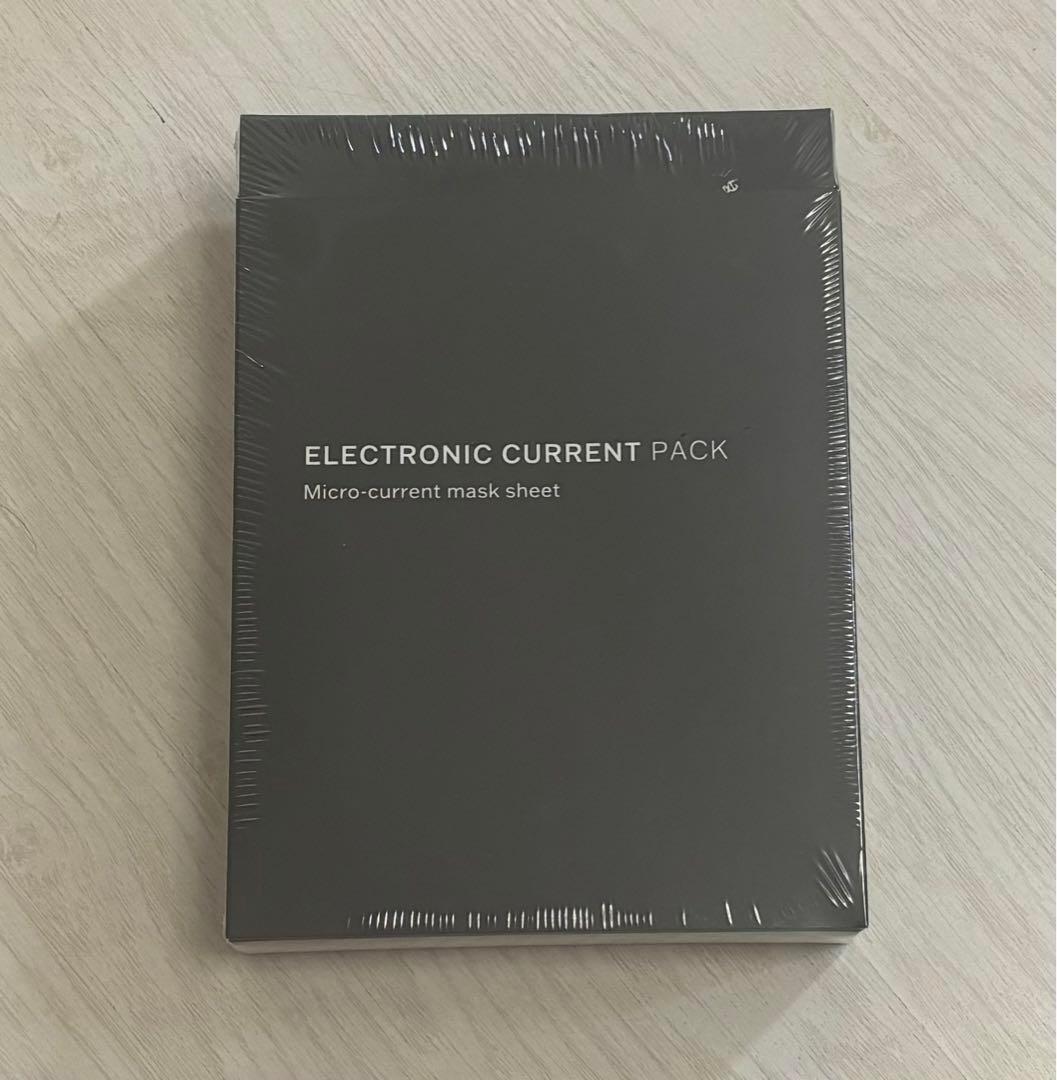 ELECTRONIC CURRENT PACK
Micro-current mask sheet